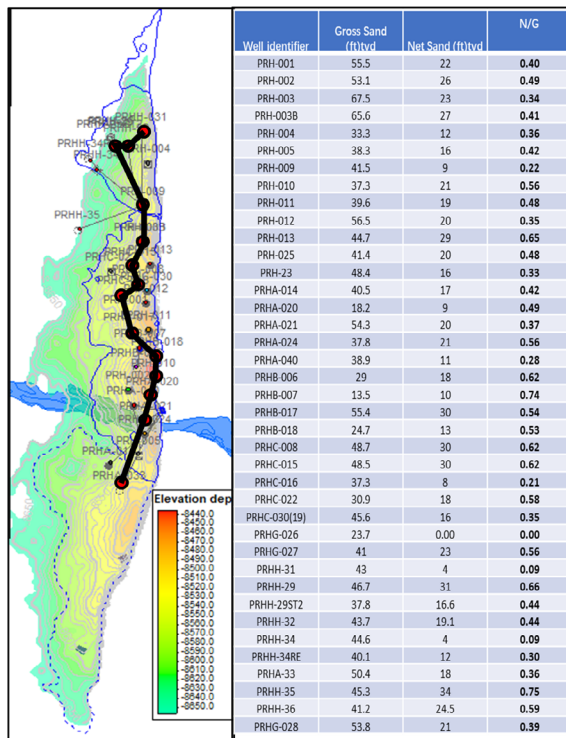 PRHH-031
PRH-004
PRHH-35
PRH-009
Elevation dep
-8440.0
-8450.0
-8460.0
-8470.0
-8480.0
-8490.0
-8500.0
-8510.0
-8520.0
-8530.0
-8540.0
-8550.0
-8560.0
-8570.0
-8580.0
-8590.0
-8600.0
-8610.0
-8620.0
-8630.0
-8640.0
-8650.0
Well identifier Gross Sand (ft)tvd Net Sand (ft)tvd N/G
PRH-001 55.5 22 0.40
PRH-002 53.1 26 0.49
PRH-003 67.5 23 0.34
PRH-003B 65.6 27 0.41
PRH-004 33.3 12 0.36
PRH-005 38.3 16 0.42
PRH-009 41.5 9 0.22
PRH-010 37.3 21 0.56
PRH-011 39.6 19 0.48
PRH-012 56.5 20 0.35
PRH-013 44.7 29 0.65
PRH-025 41.4 20 0.48
PRH-23 48.4 16 0.33
PRHA-014 40.5 17 0.42
PRHA-020 18.2 9 0.49
PRHA-021 54.3 20 0.37
PRHA-024 37.8 21 0.56
PRHA-040 38.9 11 0.28
PRHB-006 29 18 0.62
PRHB-007 13.5 10 0.74
PRHB-017 55.4 30 0.54
PRHB-018 24.7 13 0.53
PRHC-008 48.7 30 0.62
PRHC-015 48.5 30 0.62
PRHC-016 37.3 8 0.21
PRHC-022 30.9 18 0.58
PRHC-030(19) 45.6 16 0.35
PRHG-026 23.7 0.00 0.00
PRHG-027 41 23 0.56
PRHH-31 43 4 0.09
PRHH-29 46.7 31 0.66
PRHH-29ST2 37.8 16.6 0.44
PRHH-32 43.7 19.1 0.44
PRHH-34 44.6 4 0.09
PRHH-34RE 40.1 12 0.30
PRHA-33 50.4 18 0.36
PRHH-35 45.3 34 0.75
PRHH-36 41.2 24.5 0.59
PRHG-028 53.8 21 0.39